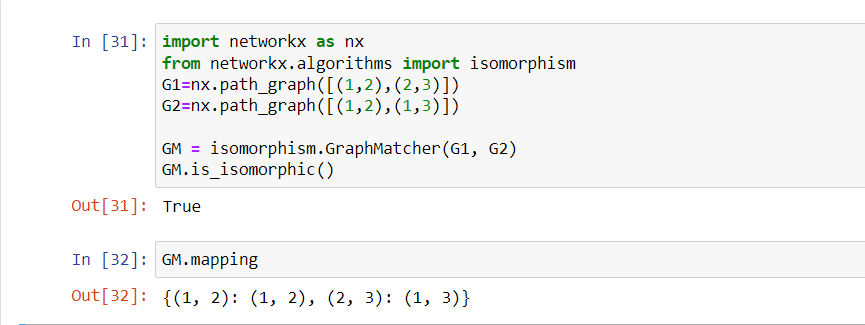 In [31]: import networkx as nx
from networkx.algorithms import isomorphism
G1=nx.path_graph([(1,2),(2,3)])
G2=nx.path_graph([(1,2),(1,3)])
GM = isomorphism.GraphMatcher(G1, G2)
GM.is_isomorphic()
Out[31]: True
In [32]: GM.mapping
Out[32]: {(1, 2): (1, 2), (2, 3): (1, 3)}